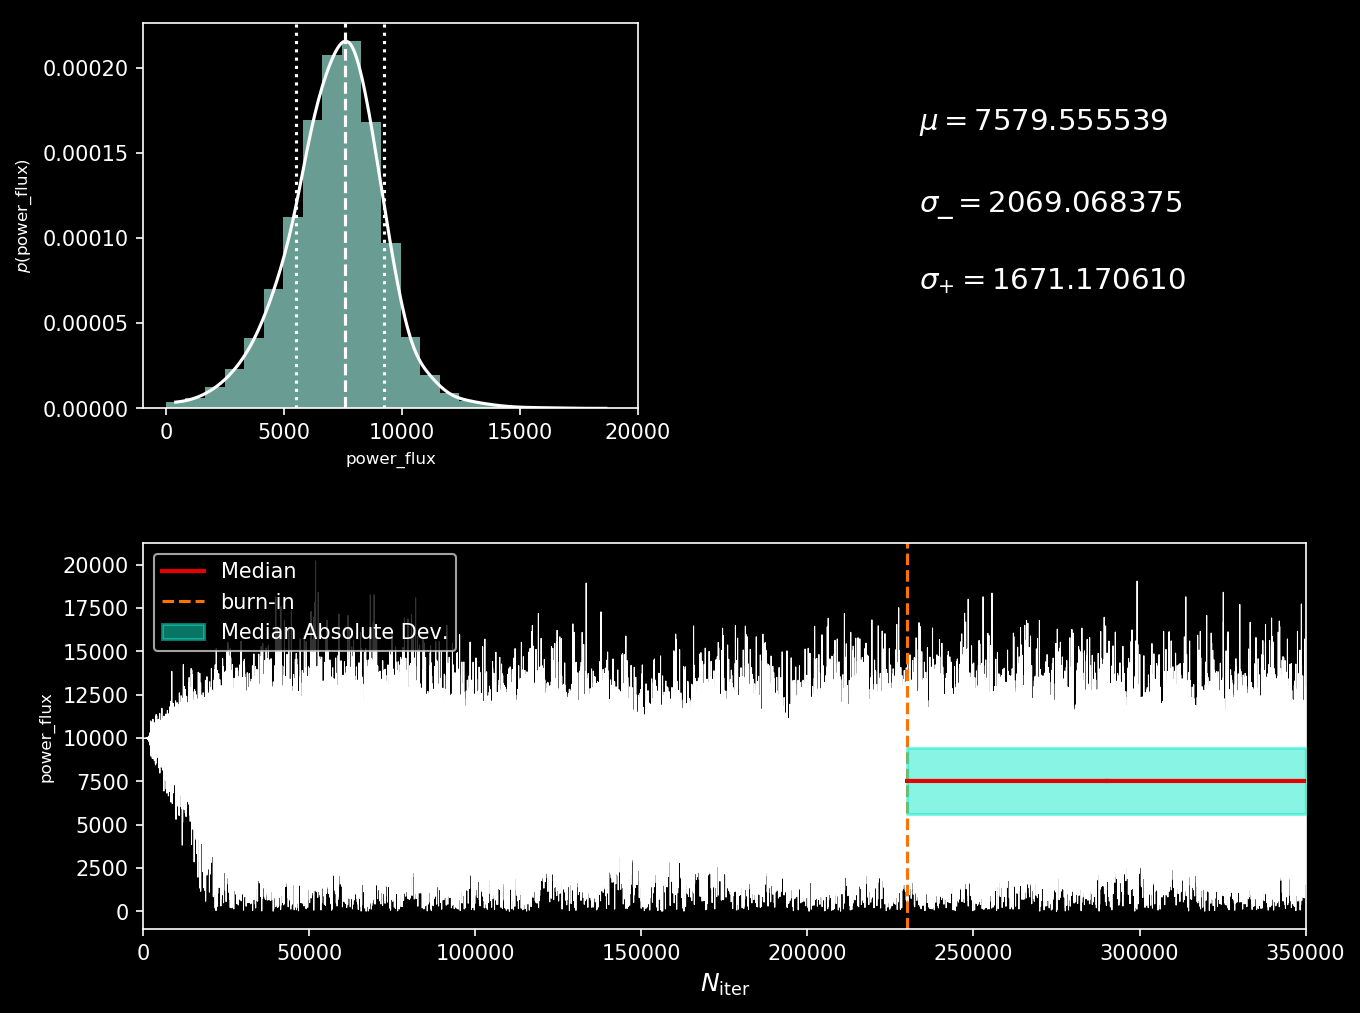 0.00020
0.00015
0.00010
0.00005
0.00000
p(power_flux)
0 5000 10000 15000 20000
power_flux
μ = 7579.555539
σ₋ = 2069.068375
σ₊ = 1671.170610
20000
17500
15000
12500
10000
7500
5000
2500
0
power_flux
Median
burn-in
Median Absolute Dev.
0 50000 100000 150000 200000 250000 300000 350000
N_iter